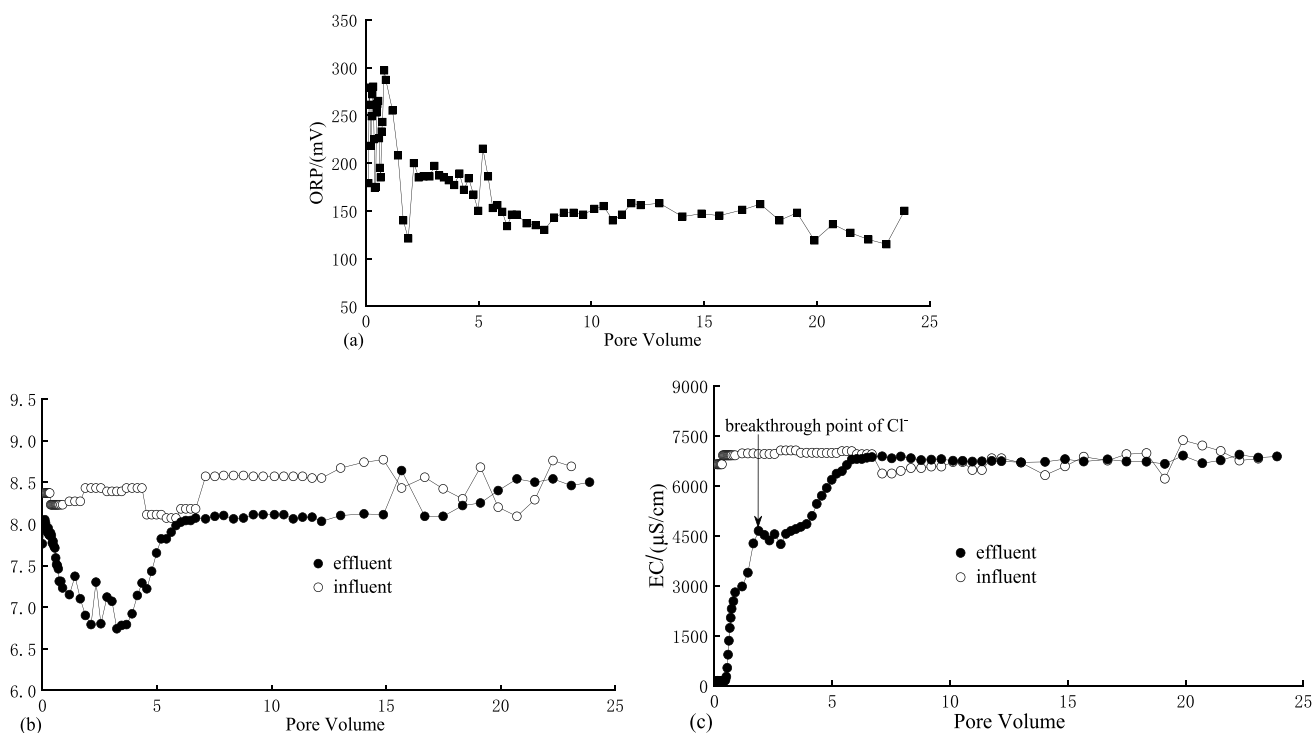 350
300
250
200
150
100
50
ORP/(mV)
0 5 10 15 20 25
(a) Pore Volume
9.5
9.0
8.5
8.0
7.5
7.0
6.5
6.0
effluent
influent
0 5 10 15 20 25
(b) Pore Volume
9000
7500
6000
4500
3000
1500
0
EC/(μS/cm)
breakthrough point of Cl⁻
effluent
influent
0 5 10 15 20 25
(c) Pore Volume